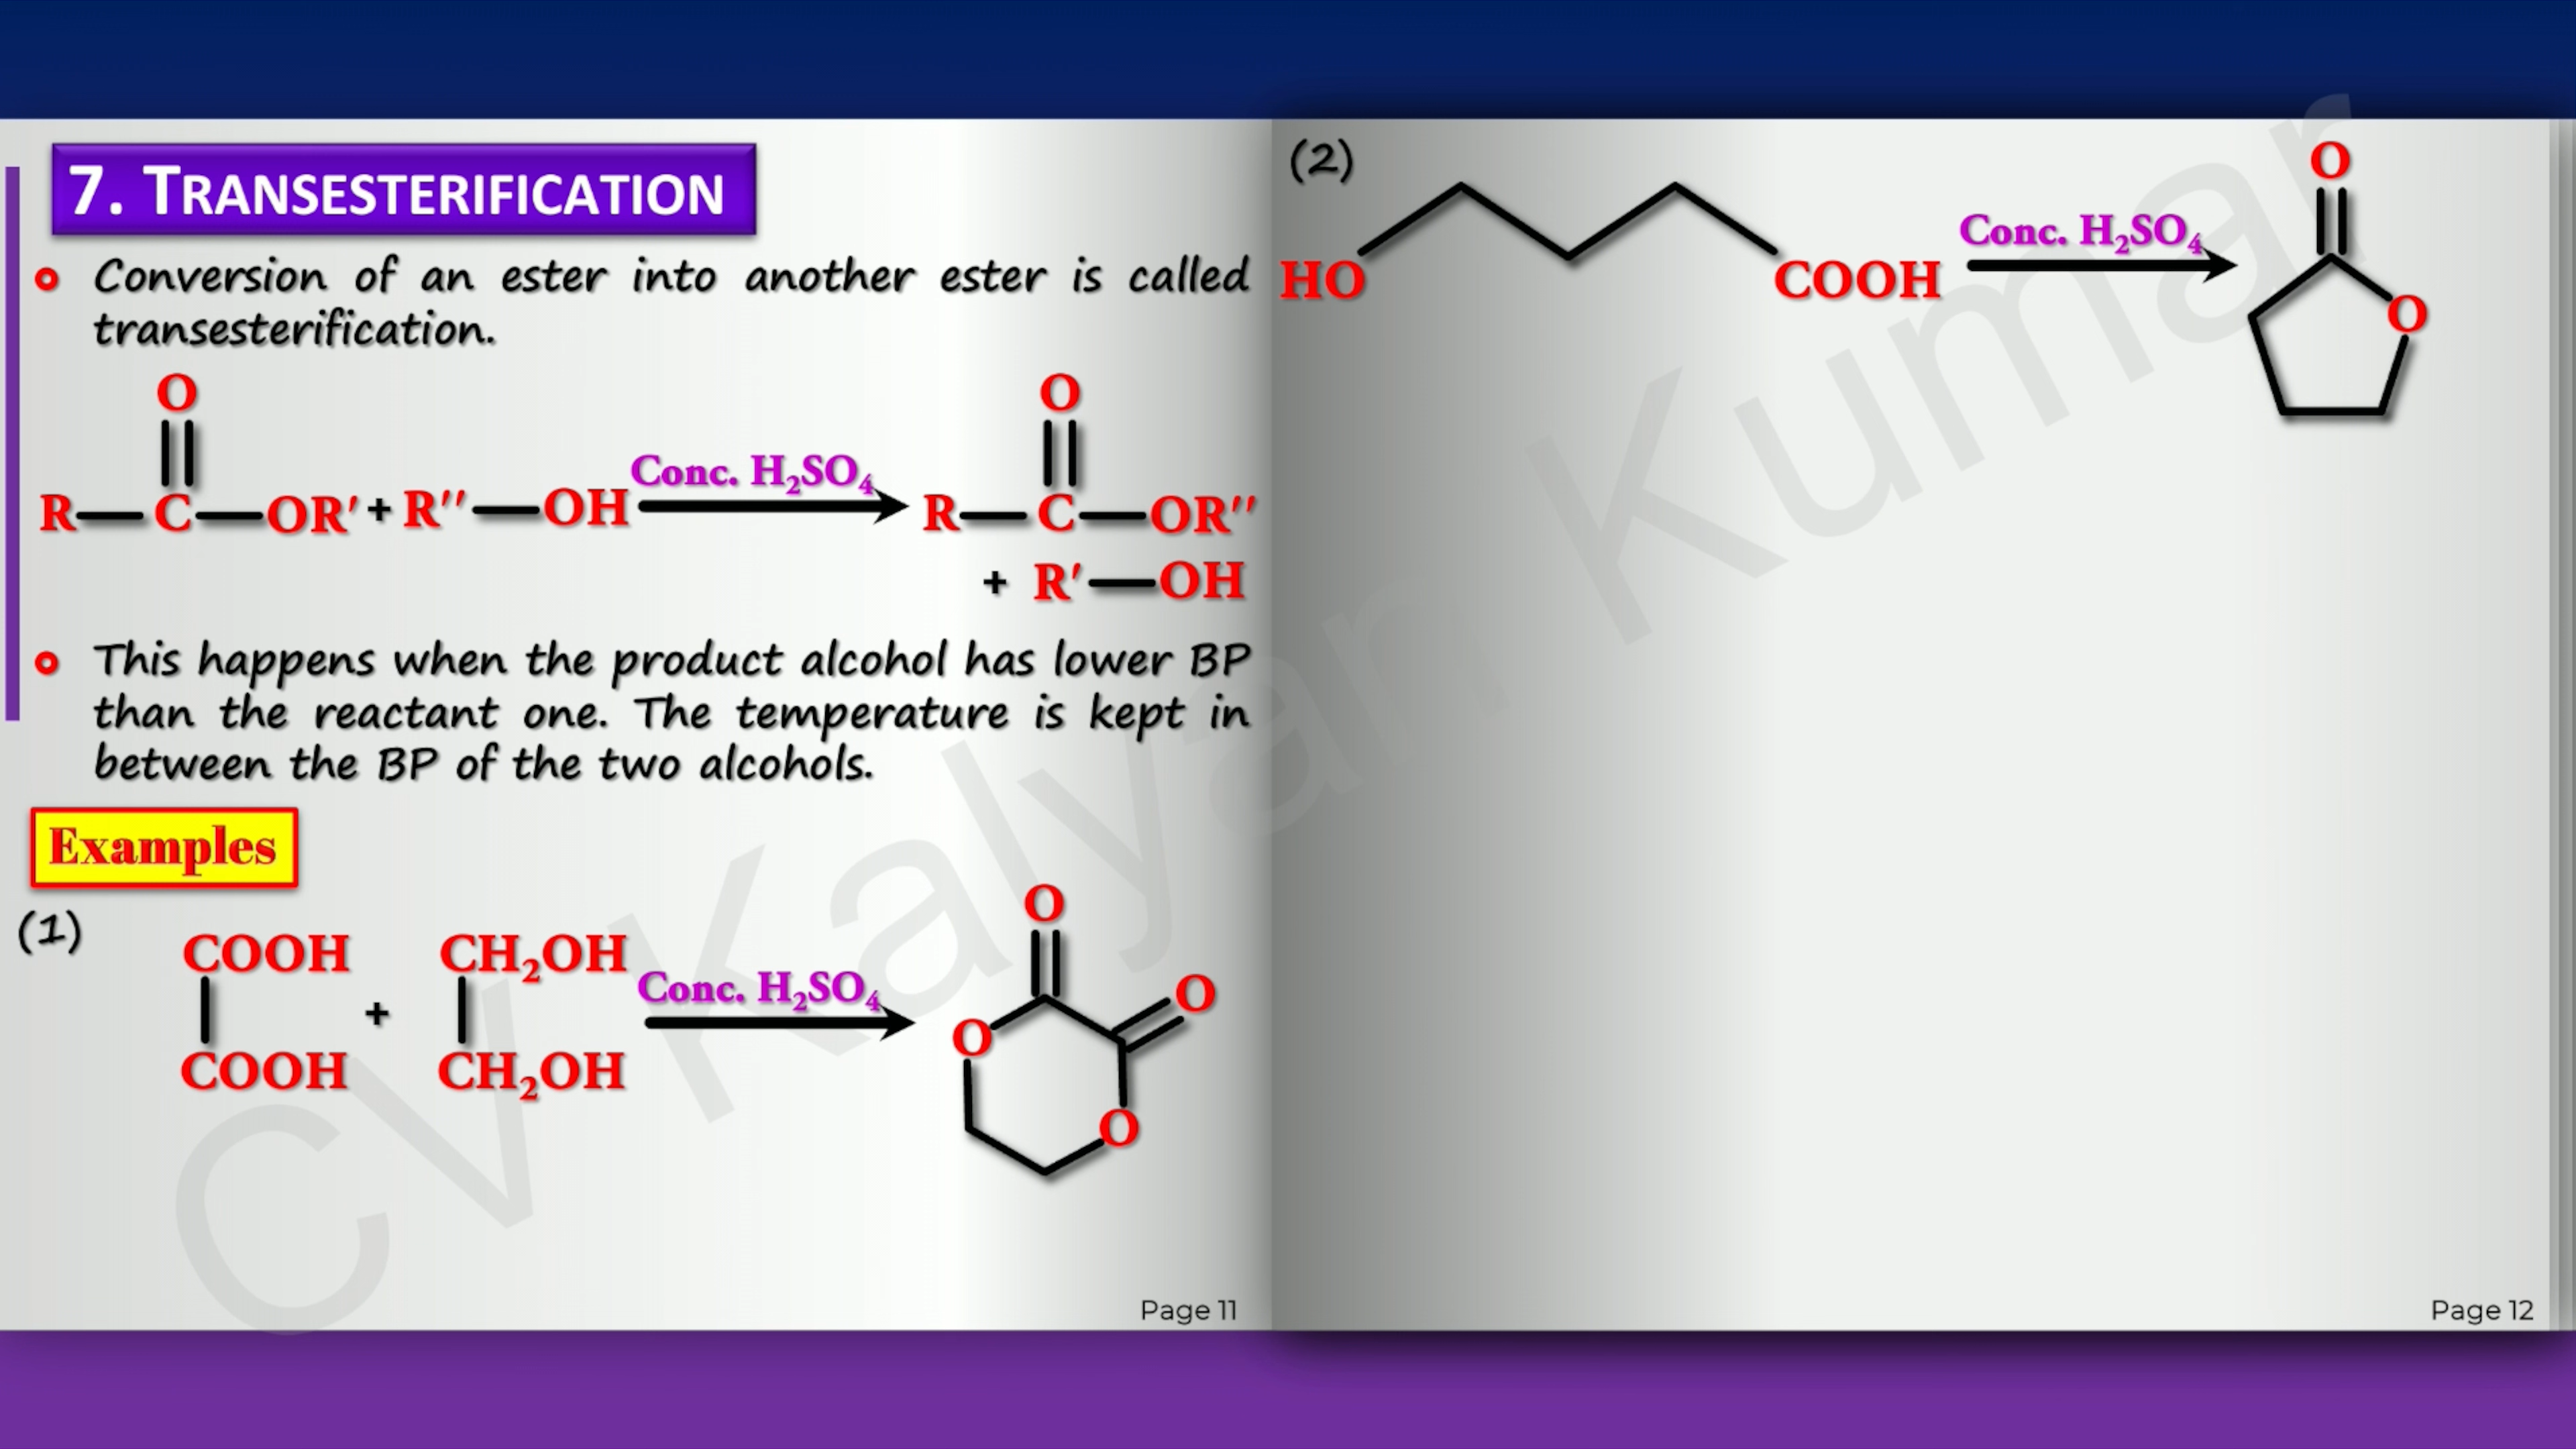 7. TRANSESTERIFICATION
Conversion of an ester into another ester is called
transesterification.
O
R—C—OR′ + R″—OH
Conc. H₂SO₄
O
R—C—OR″
+ R′—OH
This happens when the product alcohol has lower BP
than the reactant one. The temperature is kept in
between the BP of the two alcohols.
Examples
(1)
COOH
COOH
+
CH₂OH
CH₂OH
Conc. H₂SO₄
O
O
O
O
Page 11
(2)
HO
COOH
Conc. H₂SO₄
O
O
Page 12
CV Kalyan Kumar